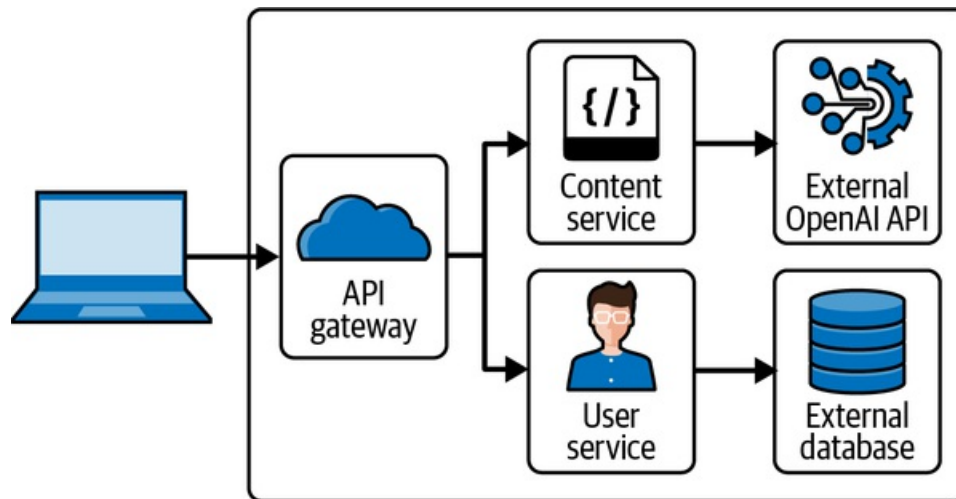 {/}
Content
service
External
OpenAI API
API
gateway
User
service
External
database